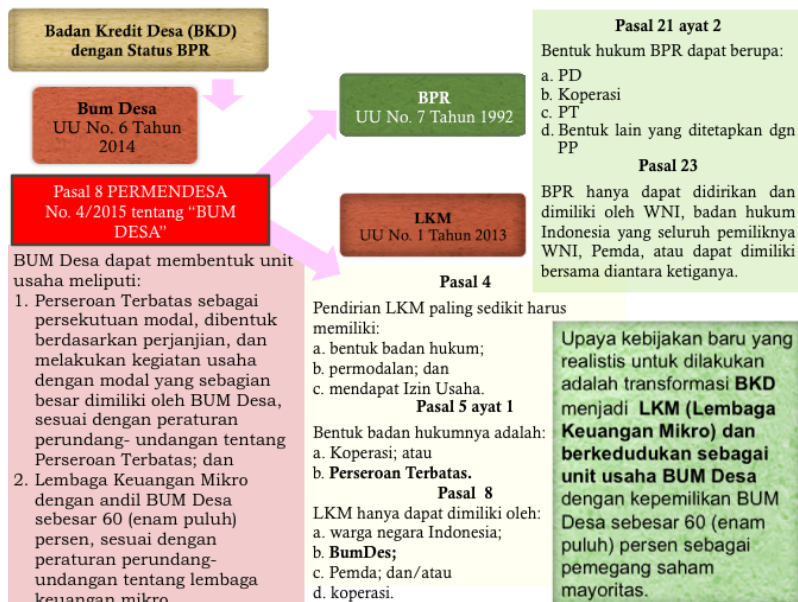 Badan Kredit Desa (BKD)
dengan Status BPR
Bum Desa
UU No. 6 Tahun
2014
Pasal 8 PERMENDESA
No. 4/2015 tentang “BUM
DESA”
BUM Desa dapat membentuk unit
usaha meliputi:
1. Perseroan Terbatas sebagai
persekutuan modal, dibentuk
berdasarkan perjanjian, dan
melakukan kegiatan usaha
dengan modal yang sebagian
besar dimiliki oleh BUM Desa,
sesuai dengan peraturan
perundang- undangan tentang
Perseroan Terbatas; dan
2. Lembaga Keuangan Mikro
dengan andil BUM Desa
sebesar 60 (enam puluh)
persen, sesuai dengan
peraturan perundang-
undangan tentang lembaga
keuangan mikro
BPR
UU No. 7 Tahun 1992
LKM
UU No. 1 Tahun 2013
Pasal 4
Pendirian LKM paling sedikit harus
memiliki:
a. bentuk badan hukum;
b. permodalan; dan
c. mendapat Izin Usaha.
Pasal 5 ayat 1
Bentuk badan hukumnya adalah:
a. Koperasi; atau
b. Perseroan Terbatas.
Pasal 8
LKM hanya dapat dimiliki oleh:
a. warga negara Indonesia;
b. BumDes;
c. Pemda; dan/atau
d. koperasi.
Pasal 21 ayat 2
Bentuk hukum BPR dapat berupa:
a. PD
b. Koperasi
c. PT
d. Bentuk lain yang ditetapkan dgn
PP
Pasal 23
BPR hanya dapat didirikan dan
dimiliki oleh WNI, badan hukum
Indonesia yang seluruh pemiliknya
WNI, Pemda, atau dapat dimiliki
bersama diantara ketiganya.
Upaya kebijakan baru yang
realistis untuk dilakukan
adalah transformasi BKD
menjadi LKM (Lembaga
Keuangan Mikro) dan
berkedudukan sebagai
unit usaha BUM Desa
dengan kepemilikan BUM
Desa sebesar 60 (enam
puluh) persen sebagai
pemegang saham
mayoritas.